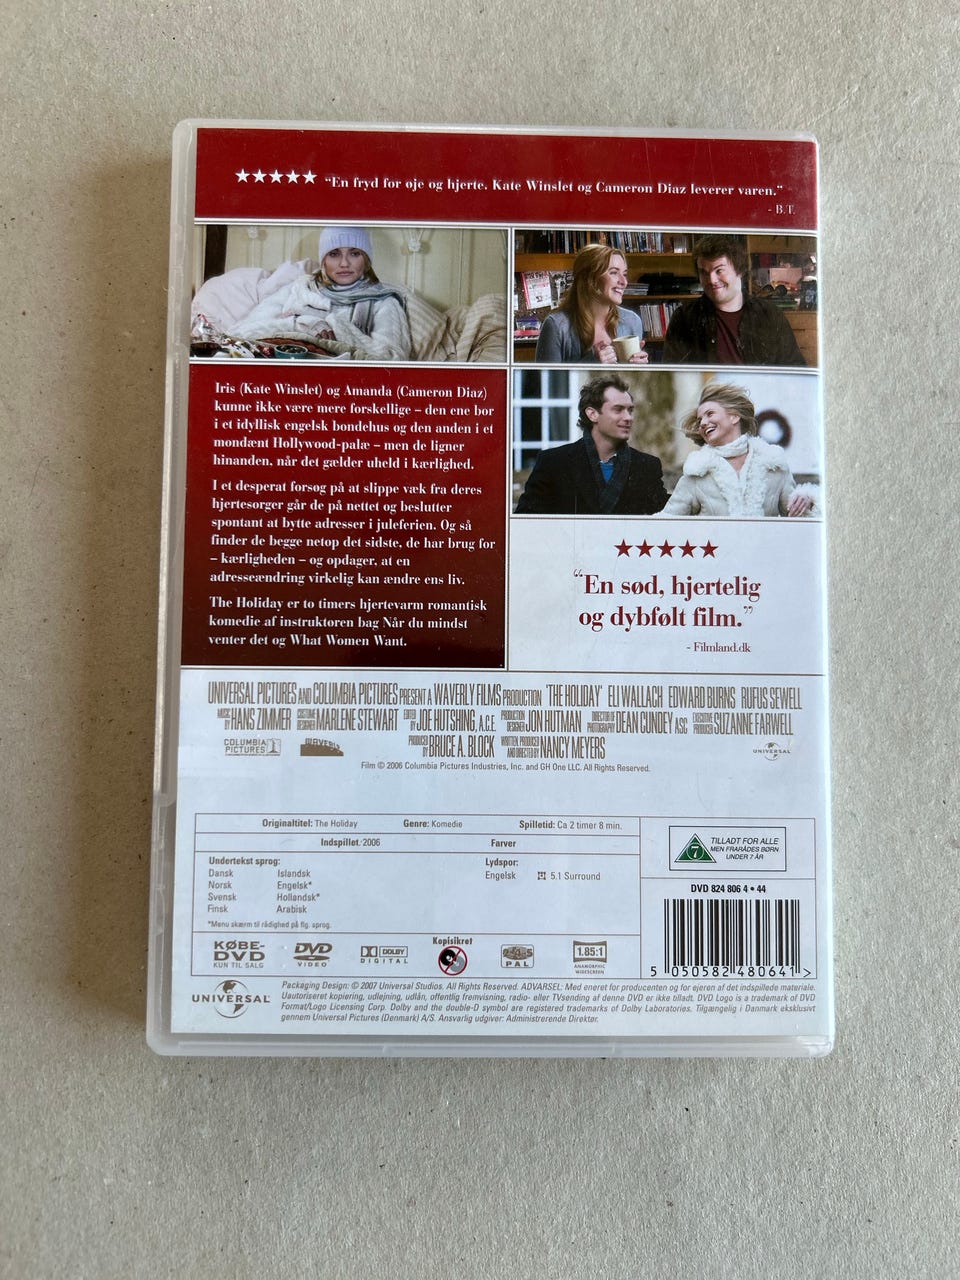 ★★★★★ “En fryd for øje og hjerte. Kate Winslet og Cameron Diaz leverer varen.”
- B.T.
Iris (Kate Winslet) og Amanda (Cameron Diaz)
kunne ikke være mere forskellige – den ene bor
i et idyllisk engelsk bondehus og den anden i et
mondænt Hollywood-palæ – men de ligner
hinanden, når det gælder uheld i kærlighed.
I et desperat forsøg på at slippe væk fra deres
hjertesorger går de på nettet og beslutter
spontant at bytte adresser i juleferien. Og så
finder de begge netop det sidste, de har brug for
– kærligheden – og opdager, at en
adresseændring virkelig kan ændre ens liv.
The Holiday er to timers hjertevarm romantisk
komedie af instruktøren bag Når du mindst
venter det og What Women Want.
★★★★★
“En sød, hjertelig
og dybfølt film.”
- Filmland.dk
UNIVERSAL PICTURES AND COLUMBIA PICTURES PRESENT A WAVERLY FILMS PRODUCTION 'THE HOLIDAY' ELI WALLACH EDWARD BURNS RUFUS SEWELL
MUSIC BY HANS ZIMMER COSTUME DESIGNER MARLENE STEWART EDITED BY JOE HUTSHING, A.C.E. PRODUCTION DESIGNER JON HUTMAN DIRECTOR OF PHOTOGRAPHY DEAN CUNDEY ASC EXECUTIVE PRODUCER SUZANNE FARWELL
COLUMBIA PICTURES WAVERLY PRODUCED BY BRUCE A. BLOCK WRITTEN, PRODUCED AND DIRECTED BY NANCY MEYERS UNIVERSAL
Film © 2006 Columbia Pictures Industries, Inc. and GH One LLC. All Rights Reserved.
Originaltitel: The Holiday Genre: Komedie Spilletid: Ca 2 timer 8 min.
Indspillet: 2006 Farver
Undertekst sprog: Lydspor:
Dansk Islandsk Engelsk 5.1 Surround
Norsk Engelsk*
Svensk Hollandsk*
Finsk Arabisk
*Menu skærm til rådighed på flg. sprog.
TILLADT FOR ALLE
7 MEN FRARÅDES BØRN
UNDER 7 ÅR
DVD 824 806 4 • 44
5 050582 480641 >
KØBE-
DVD
KUN TIL SALG
DVD
VIDEO
DOLBY
DIGITAL
Kopisikret
2-4-5
PAL
1.85:1
ANAMORPHIC
WIDESCREEN
UNIVERSAL
Packaging Design: © 2007 Universal Studios. All Rights Reserved. ADVARSEL: Med eneret for producenten og for ejeren af det indspillede materiale.
Uautoriseret kopiering, udlejning, udlån, offentlig fremvisning, radio- eller TVsending af denne DVD er ikke tilladt. DVD Logo is a trademark of DVD
Format/Logo Licensing Corp. Dolby and the double-D symbol are registered trademarks of Dolby Laboratories. Tilgængelig i Danmark eksklusivt
gennem Universal Pictures (Denmark) A/S. Ansvarlig udgiver: Administrerende Direktør.